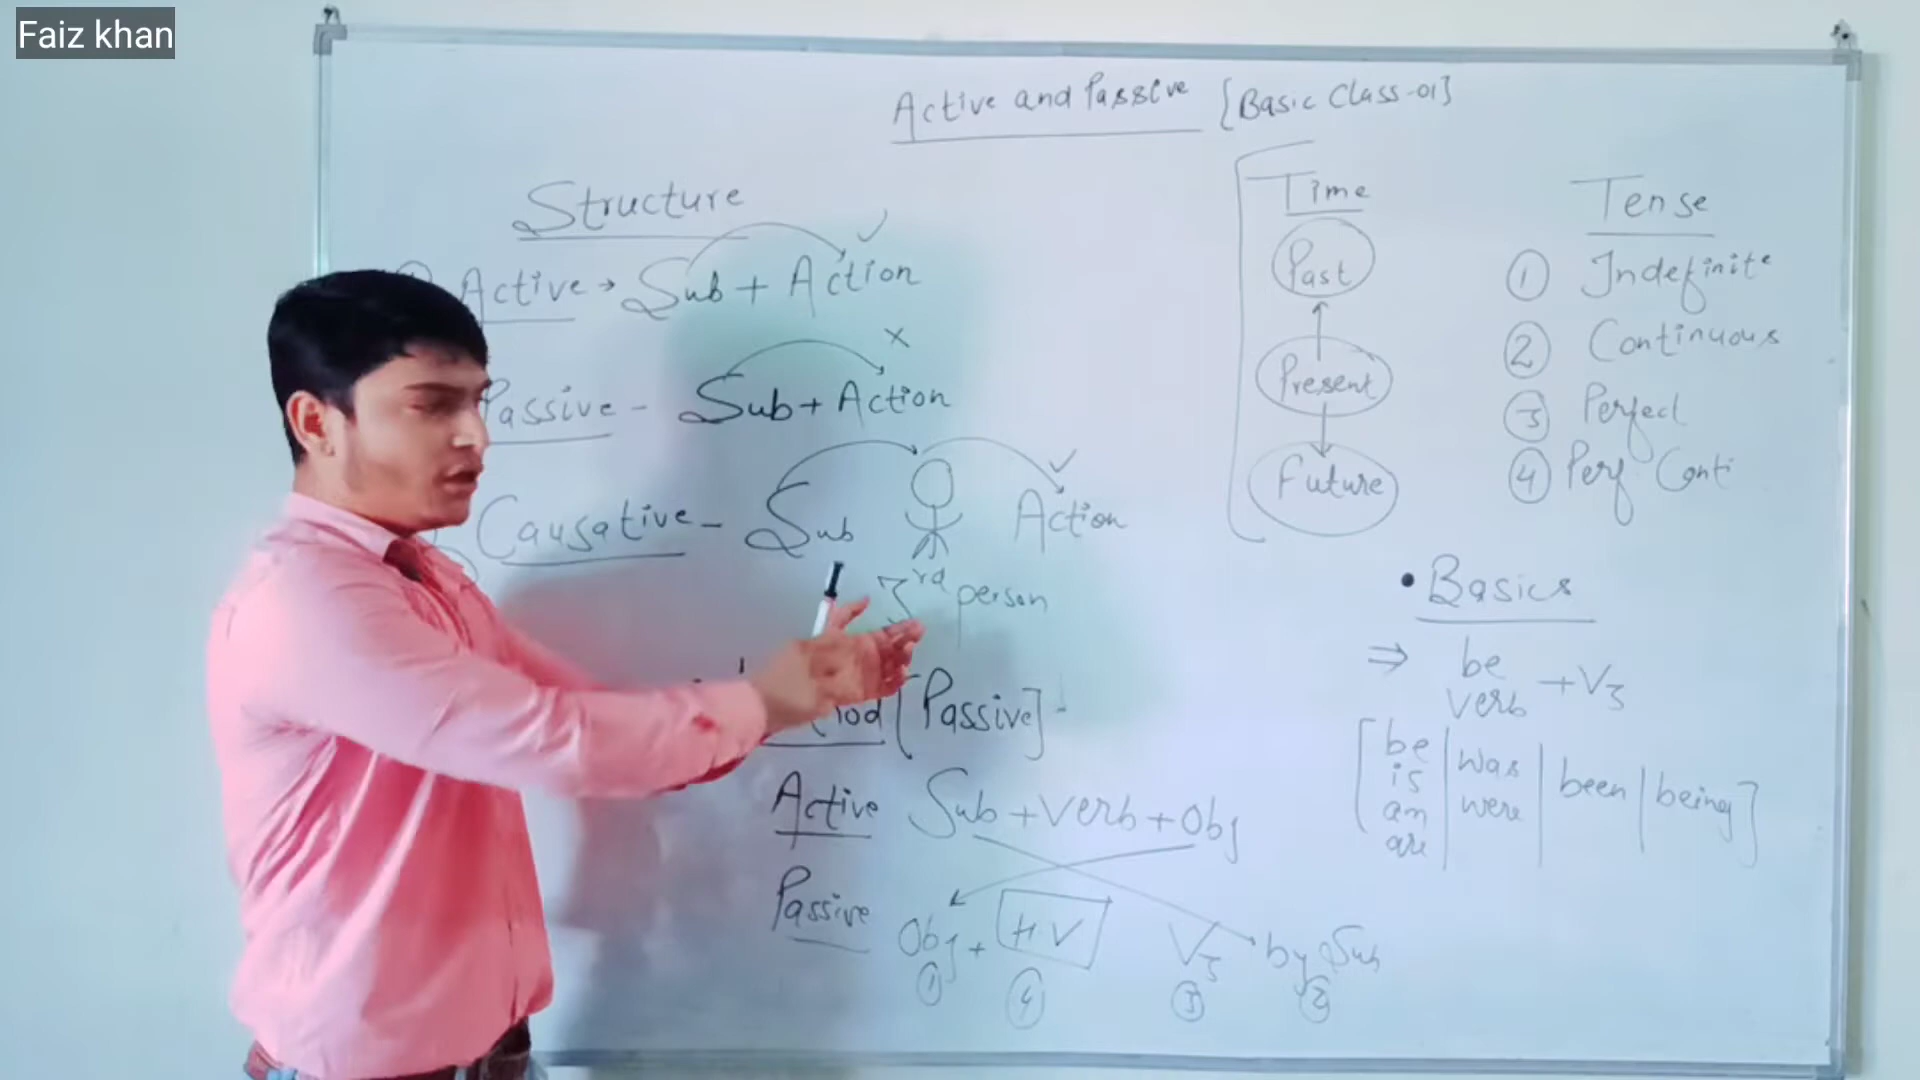 Faiz khan
Active and Passive [Basic Class-01]
Structure
Active → Sub + Action ✓
Passive - Sub + Action ×
Causative - Sub Action ✓
3rd person
[Passive]
Active Sub + verb + Obj
Passive Obj + H V V3 by Sub
1 4 3 2
Time
Past
Present
Future
Tense
1 Indefinite
2 Continuous
3 Perfect
4 Perf Conti
• Basics
⇒ be verb + V3
[be is am are | was were | been | being]